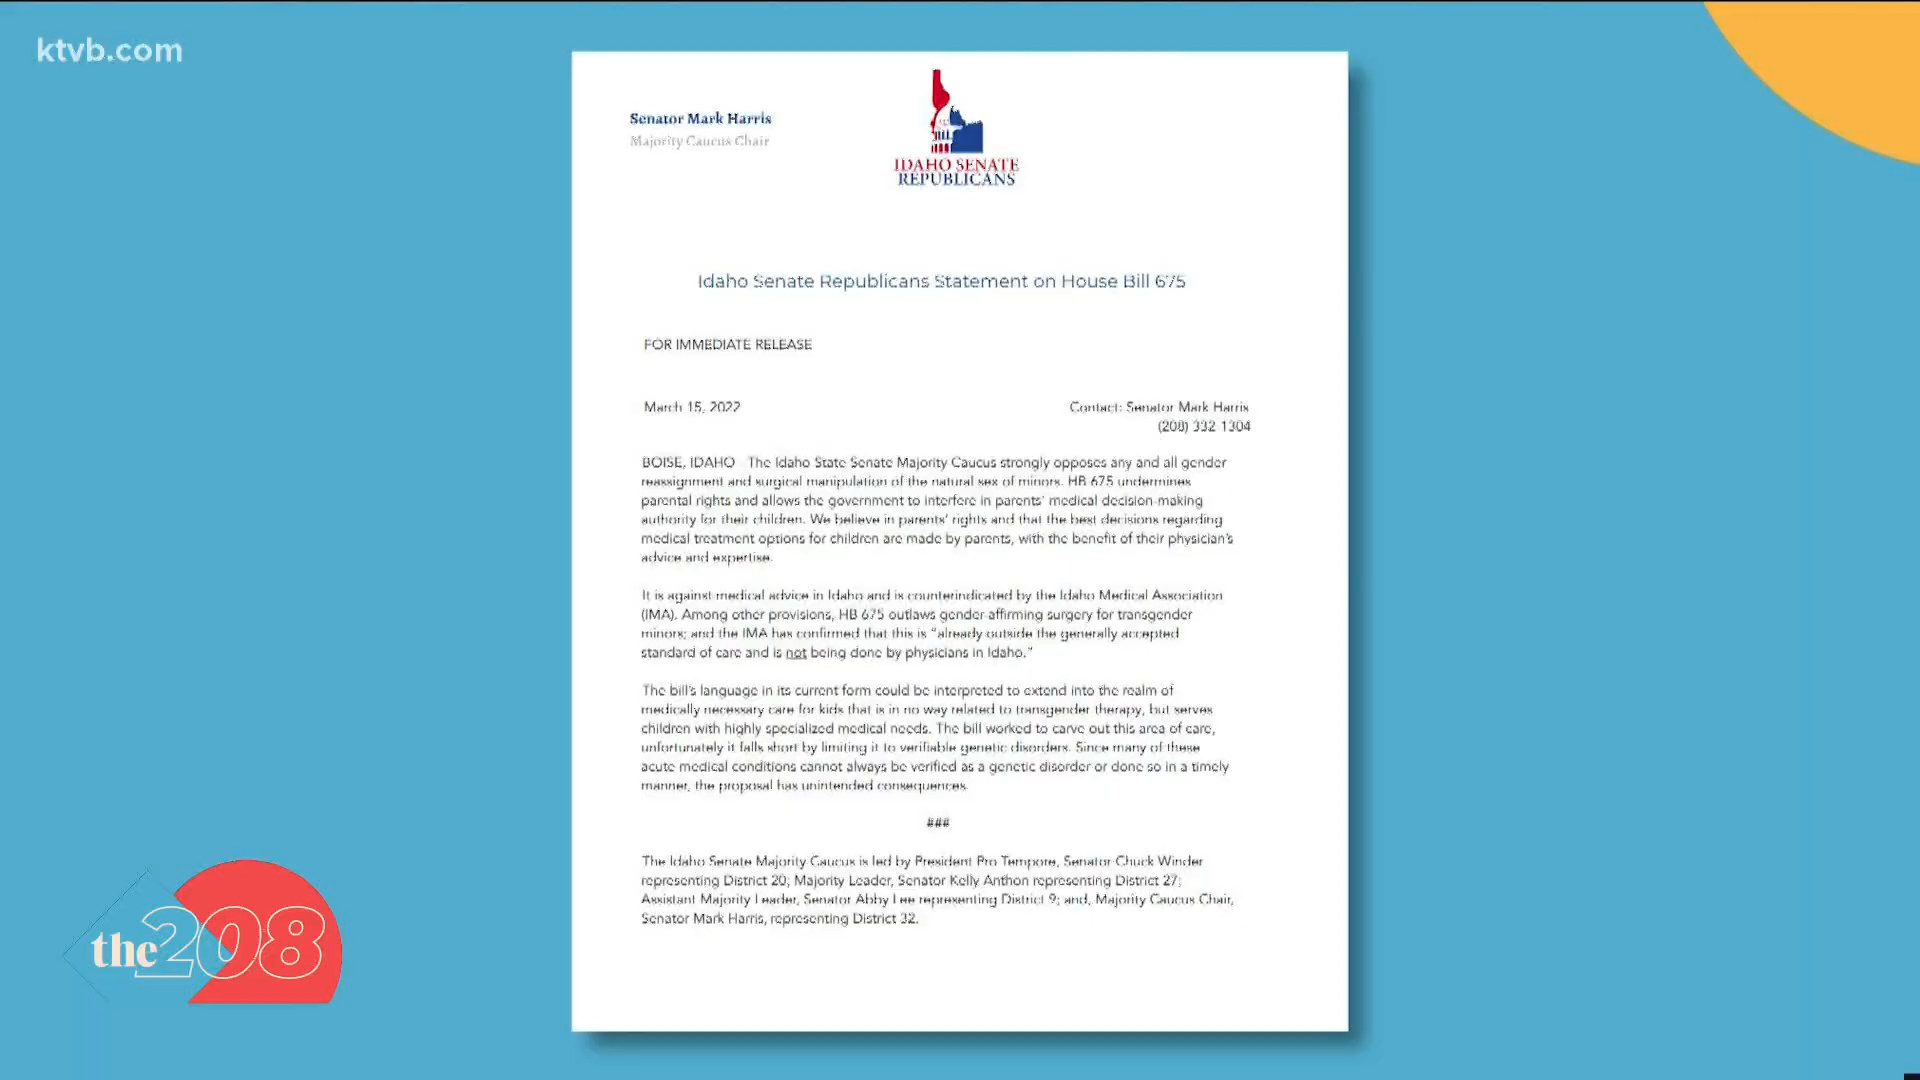 ktvb.com
Senator Mark Harris
Majority Caucus Chair
IDAHO SENATE
REPUBLICANS
Idaho Senate Republicans Statement on House Bill 675
FOR IMMEDIATE RELEASE
March 15, 2022
Contact: Senator Mark Harris
(208) 332-1304
BOISE, IDAHO  The Idaho State Senate Majority Caucus strongly opposes any and all gender
reassignment and surgical manipulation of the natural sex of minors. HB 675 undermines
parental rights and allows the government to interfere in parents' medical decision-making
authority for their children. We believe in parents' rights and that the best decisions regarding
medical treatment options for children are made by parents, with the benefit of their physician's
advice and expertise.
It is against medical advice in Idaho and is counterindicated by the Idaho Medical Association
(IMA). Among other provisions, HB 675 outlaws gender-affirming surgery for transgender
minors; and the IMA has confirmed that this is "already outside the generally accepted
standard of care and is not being done by physicians in Idaho."
The bill's language in its current form could be interpreted to extend into the realm of
medically necessary care for kids that is in no way related to transgender therapy, but serves
children with highly specialized medical needs. The bill worked to carve out this area of care,
unfortunately it falls short by limiting it to verifiable genetic disorders. Since many of these
acute medical conditions cannot always be verified as a genetic disorder or done so in a timely
manner, the proposal has unintended consequences.
###
The Idaho Senate Majority Caucus is led by President Pro Tempore, Senator Chuck Winder
representing District 20; Majority Leader, Senator Kelly Anthon representing District 27;
Assistant Majority Leader, Senator Abby Lee representing District 9; and, Majority Caucus Chair,
Senator Mark Harris, representing District 32.
the 208